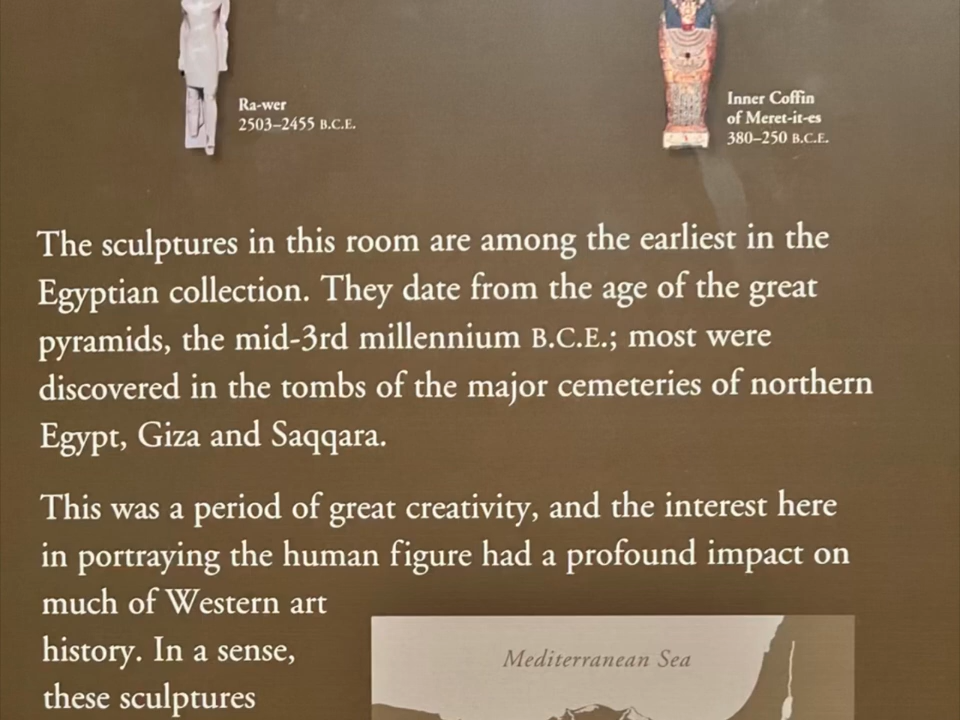 Ra-wer
2503–2455 B.C.E.
Inner Coffin
of Meret-it-es
380–250 B.C.E.
The sculptures in this room are among the earliest in the
Egyptian collection. They date from the age of the great
pyramids, the mid-3rd millennium B.C.E.; most were
discovered in the tombs of the major cemeteries of northern
Egypt, Giza and Saqqara.
This was a period of great creativity, and the interest here
in portraying the human figure had a profound impact on
much of Western art
history. In a sense,
these sculptures
Mediterranean Sea